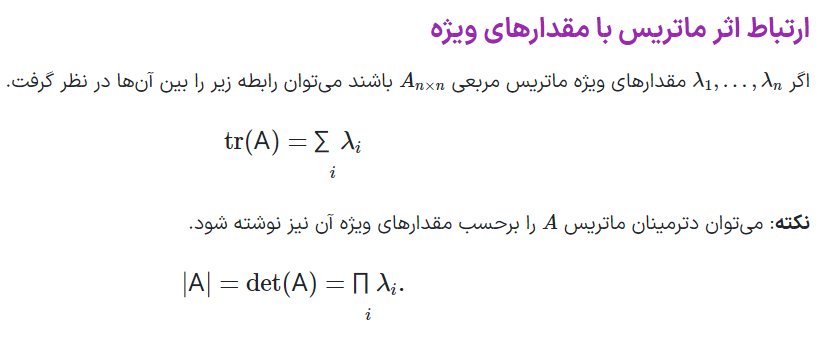 ارتباط اثر ماتریس با مقدارهای ویژه
اگر λ₁, . . . , λₙ مقدارهای ویژه ماتریس مربعی Aₙ×ₙ باشند می‌توان رابطه زیر را بین آن‌ها در نظر گرفت.
tr(A) = ∑ λᵢ
i
نکته: می‌توان دترمینان ماتریس A را برحسب مقدارهای ویژه آن نیز نوشته شود.
|A| = det(A) = ∏ λᵢ.
i